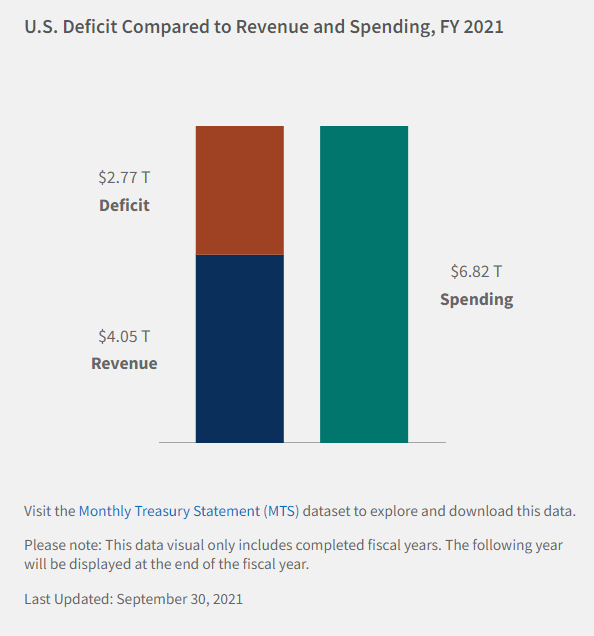 U.S. Deficit Compared to Revenue and Spending, FY 2021
$2.77 T
Deficit
$6.82 T
Spending
$4.05 T
Revenue
Visit the Monthly Treasury Statement (MTS) dataset to explore and download this data.
Please note: This data visual only includes completed fiscal years. The following year
will be displayed at the end of the fiscal year.
Last Updated: September 30, 2021